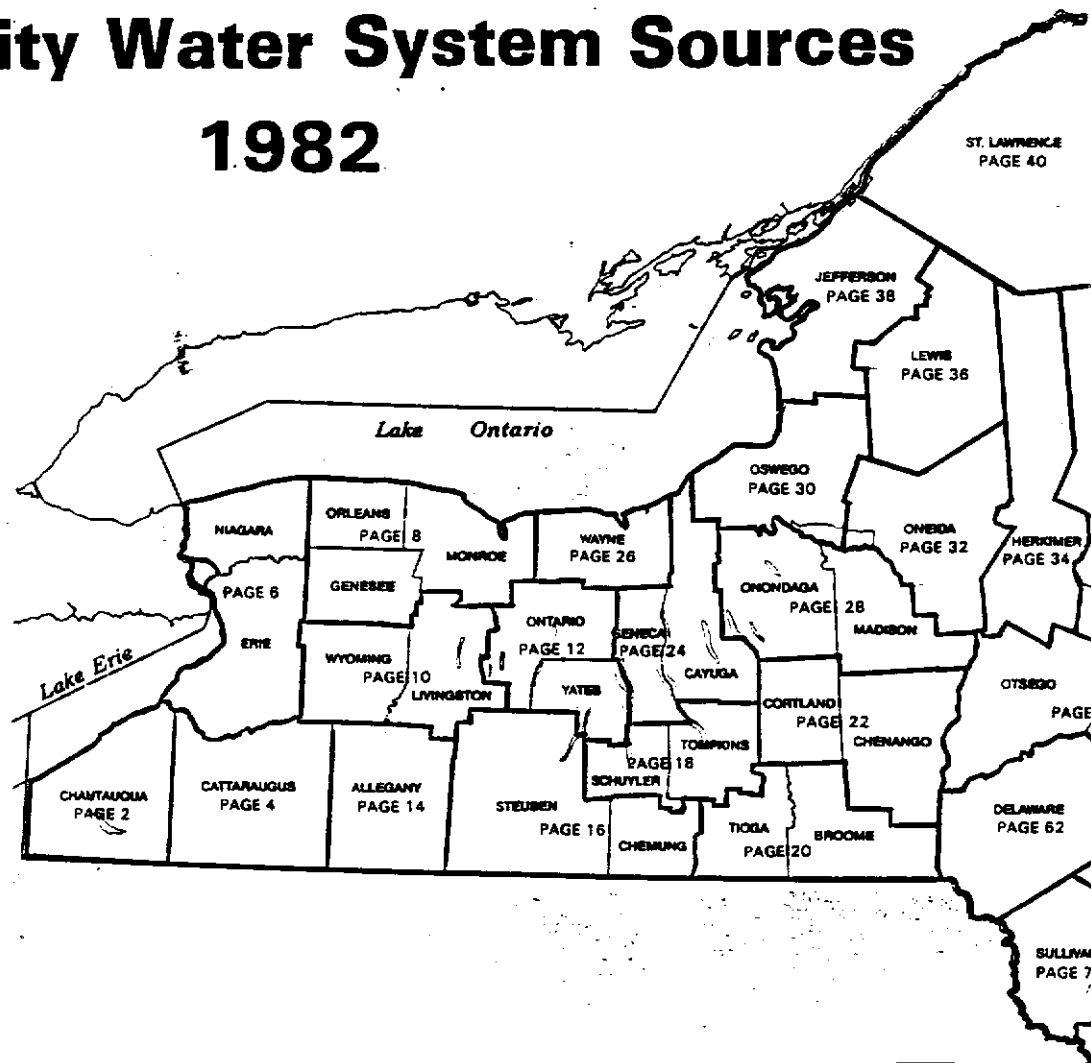 ity Water System Sources
1982
ST. LAWRENCE
PAGE 40
JEFFERSON
PAGE 38
LEWIS
PAGE 36
Lake Ontario
OSWEGO
PAGE 30
ONEIDA
PAGE 32
HERKIMER
PAGE 34
NIAGARA
ORLEANS
PAGE 8
MONROE
GENESEE
WAYNE
PAGE 26
ONONDAGA
PAGE 28
MADISON
PAGE 6
ERIE
Lake Erie
WYOMING
PAGE 10
LIVINGSTON
ONTARIO
PAGE 12
YATES
SENECA
PAGE 24
CAYUGA
CORTLAND
PAGE 22
CHENANGO
OTSEGO
PAGE
TOMPKINS
PAGE 18
SCHUYLER
CHAUTAUQUA
PAGE 2
CATTARAUGUS
PAGE 4
ALLEGANY
PAGE 14
STEUBEN
PAGE 16
CHEMUNG
TIOGA
PAGE 20
BROOME
DELAWARE
PAGE 62
SULLIVA
PAGE 7